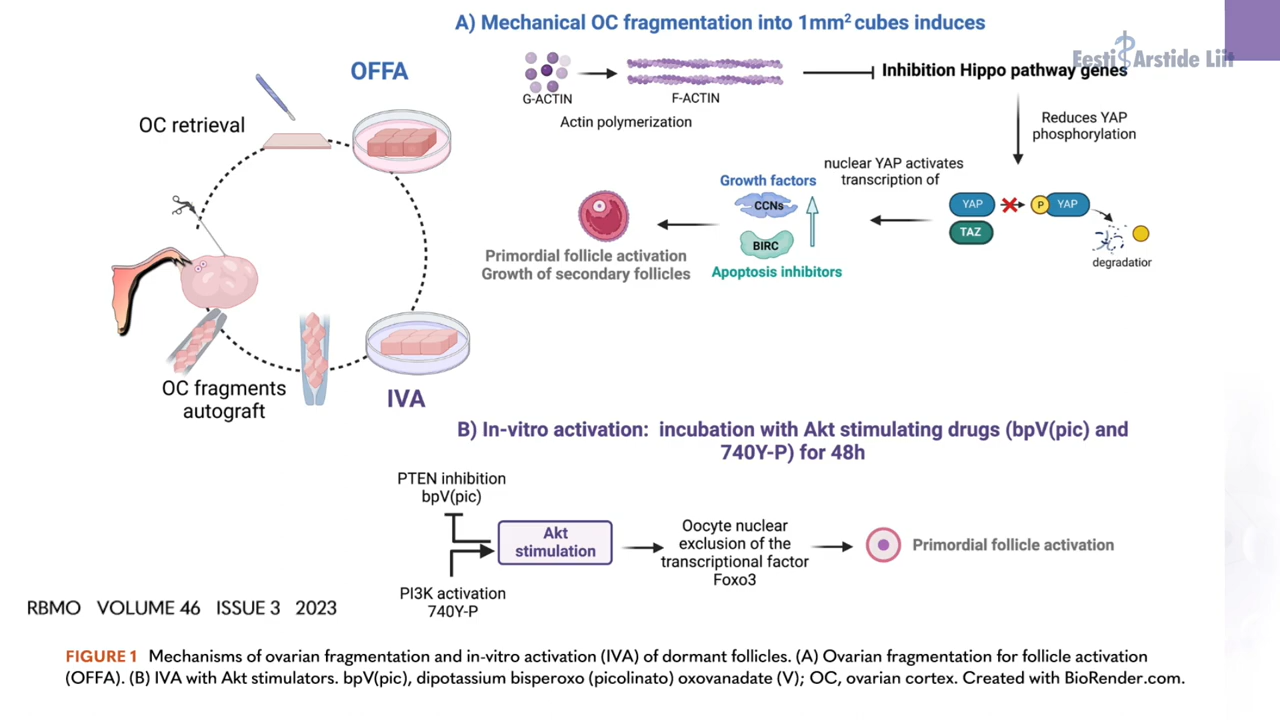 A) Mechanical OC fragmentation into 1mm² cubes induces
Eesti Arstide Liit
OFFA
OC retrieval
G-ACTIN
F-ACTIN
Actin polymerization
Inhibition Hippo pathway genes
Reduces YAP
phosphorylation
nuclear YAP activates
transcription of
Growth factors
CCNs
BIRC
Apoptosis inhibitors
YAP
TAZ
P
YAP
degradatior
Primordial follicle activation
Growth of secondary follicles
OC fragments
autograft
IVA
B) In-vitro activation: incubation with Akt stimulating drugs (bpV(pic) and
740Y-P) for 48h
PTEN inhibition
bpV(pic)
Akt
stimulation
PI3K activation
740Y-P
Oocyte nuclear
exclusion of the
transcriptional factor
Foxo3
Primordial follicle activation
RBMO VOLUME 46 ISSUE 3 2023
FIGURE 1 Mechanisms of ovarian fragmentation and in-vitro activation (IVA) of dormant follicles. (A) Ovarian fragmentation for follicle activation
(OFFA). (B) IVA with Akt stimulators. bpV(pic), dipotassium bisperoxo (picolinato) oxovanadate (V); OC, ovarian cortex. Created with BioRender.com.